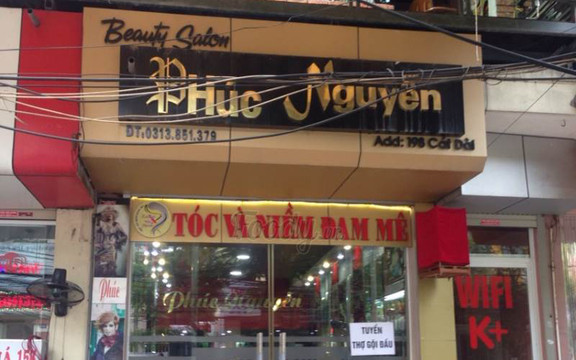 Beauty Salon
PHúc Nguyên
ĐT:0313.851.379
Add: 198 Cát Dài
TÓC VÀ NIỀM ĐAM MÊ
Phúc
Phúc Nguyên
TUYỂN
THỢ GỘI ĐẦU
WIFI
K+